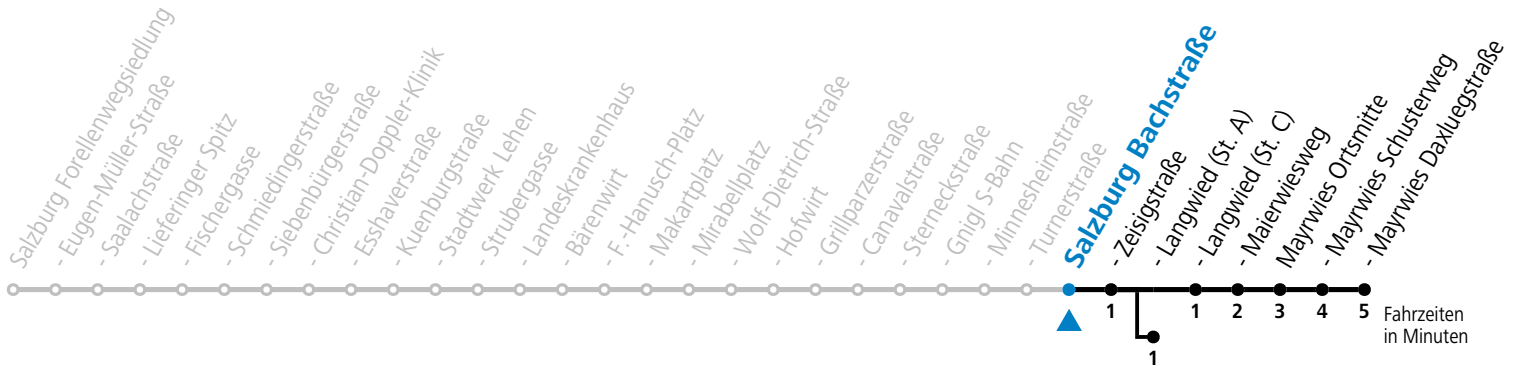 Salzburg Forellenwegsiedlung
- Eugen-Müller-Straße
- Saalachstraße
- Lieferinger Spitz
- Fischergasse
- Schmiedingerstraße
- Siebenbürgerstraße
- Christian-Doppler-Klinik
- Esshaverstraße
- Kuenburgstraße
- Stadtwerk Lehen
- Strubergasse
- Landeskrankenhaus
- Bärenwirt
- F.-Hanusch-Platz
- Makartplatz
- Mirabellplatz
- Wolf-Dietrich-Straße
- Hofwirt
- Grillparzerstraße
- Canavalstraße
- Sterneckstraße
- Gnigl S-Bahn
- Minnesheimstraße
- Turnerstraße
Salzburg Bachstraße
- Zeisigstraße
- Langwied (St. A)
- Langwied (St. C)
- Maierwiesweg
Mayrwies Ortsmitte
- Mayrwies Schusterweg
- Mayrwies Daxluegstraße
1 1 2 3 4 5
Fahrzeiten
in Minuten
1